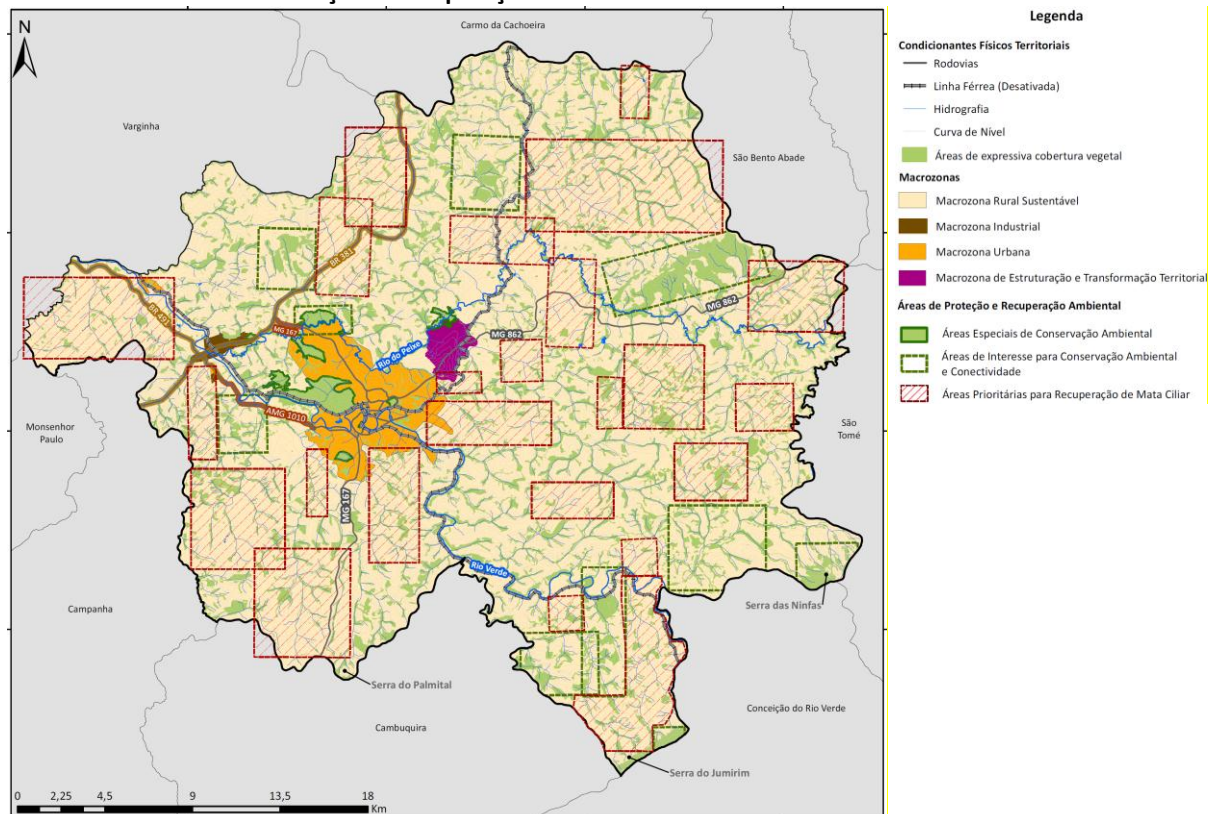 N
Carmo da Cachoeira
Varginha
São Bento Abade
BR 381
BR 491
MG 167
MG 862
MG 862
Rio do Peixe
AMG 1010
Monsenhor
Paulo
São
Tomé
MG 167
Rio Verde
Campanha
Serra das Ninfas
Serra do Palmital
Cambuquira
Conceição do Rio Verde
Serra do Jumirim
0 2,25 4,5 9 13,5 18
Km
Legenda
Condicionantes Físicos Territoriais
Rodovias
Linha Férrea (Desativada)
Hidrografia
Curva de Nível
Áreas de expressiva cobertura vegetal
Macrozonas
Macrozona Rural Sustentável
Macrozona Industrial
Macrozona Urbana
Macrozona de Estruturação e Transformação Territorial
Áreas de Proteção e Recuperação Ambiental
Áreas Especiais de Conservação Ambiental
Áreas de Interesse para Conservação Ambiental
e Conectividade
Áreas Prioritárias para Recuperação de Mata Ciliar